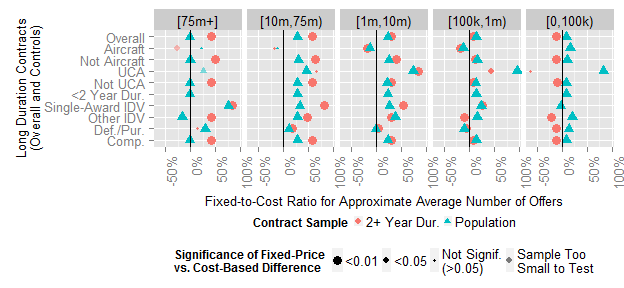 [75m+] [10m,75m) [1m,10m) [100k,1m) [0,100k)
Long Duration Contracts
(Overall and Controls)
Overall
Aircraft
Not Aircraft
UCA
Not UCA
<2 Year Dur.
Single-Award IDV
Other IDV
Def./Pur.
Comp.
-50% 0% 50% 100% -50% 0% 50% 100% -50% 0% 50% 100% -50% 0% 50% 100% -50% 0% 50% 100%
Fixed-to-Cost Ratio for Approximate Average Number of Offers
Contract Sample 2+ Year Dur. Population
Significance of Fixed-Price
vs. Cost-Based Difference
<0.01 <0.05
Not Signif.
(>0.05)
Sample Too
Small to Test